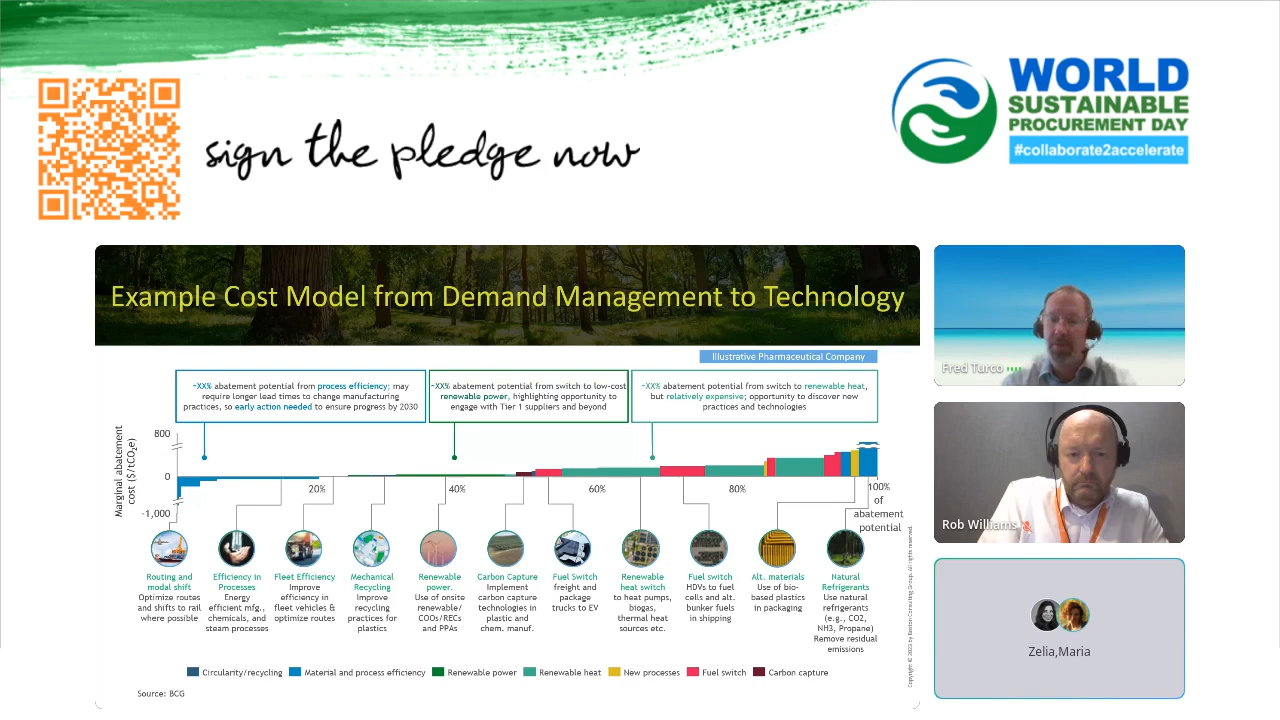 sign the pledge now
WORLD
SUSTAINABLE
PROCUREMENT DAY
#collaborate2accelerate
Example Cost Model from Demand Management to Technology
Illustrative Pharmaceutical Company
~XX% abatement potential from process efficiency; may
require longer lead times to change manufacturing
practices, so early action needed to ensure progress by 2030
~XX% abatement potential from switch to low-cost
renewable power, highlighting opportunity to
engage with Tier 1 suppliers and beyond
~XX% abatement potential from switch to renewable heat,
but relatively expensive; opportunity to discover new
practices and technologies
Marginal abatement
cost ($/tCO₂e)
800
0
-1,000
20%
40%
60%
80%
100%
of
abatement
potential
Routing and
modal shift
Optimize routes
and shifts to rail
where possible
Efficiency in
Processes
Energy
efficient mfg.,
chemicals, and
steam processes
Fleet Efficiency
Improve
efficiency in
fleet vehicles &
optimize routes
Mechanical
Recycling
Improve
recycling
practices for
plastics
Renewable
power.
Use of onsite
renewable/
COOs/RECs
and PPAs
Carbon Capture
Implement
carbon capture
technologies in
plastic and
chem. manuf.
Fuel Switch
freight and
package
trucks to EV
Renewable
heat switch
to heat pumps,
biogas,
thermal heat
sources etc.
Fuel switch
HDVs to fuel
cells and alt.
bunker fuels
in shipping
Alt. materials
Use of bio-
based plastics
in packaging
Natural
Refrigerants
Use natural
refrigerants
(e.g., CO2,
NH3, Propane)
Remove residual
emissions
Circularity/recycling
Material and process efficiency
Renewable power
Renewable heat
New processes
Fuel switch
Carbon capture
Source: BCG
Copyright © 2023 by Boston Consulting Group. All rights reserved.
Fred Turco
Rob Williams
Zelia,Maria